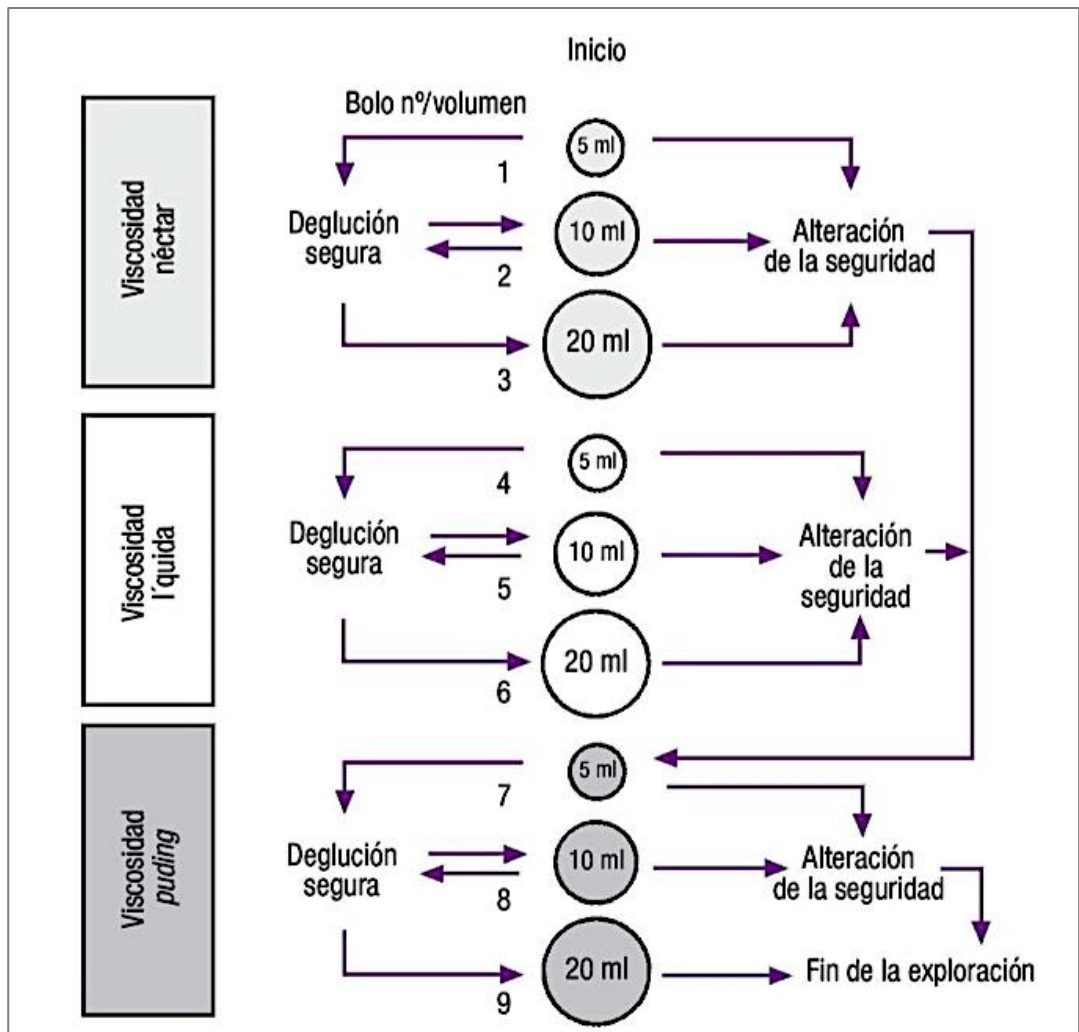 Inicio
Bolo nº/volumen
Viscosidad
néctar
5 ml
1
Deglución
segura
10 ml
2
Alteración
de la seguridad
20 ml
3
Viscosidad
l´quida
5 ml
4
Deglución
segura
10 ml
5
Alteración
de la
seguridad
20 ml
6
Viscosidad
puding
5 ml
7
Deglución
segura
10 ml
8
Alteración
de la seguridad
20 ml
9
Fin de la exploración